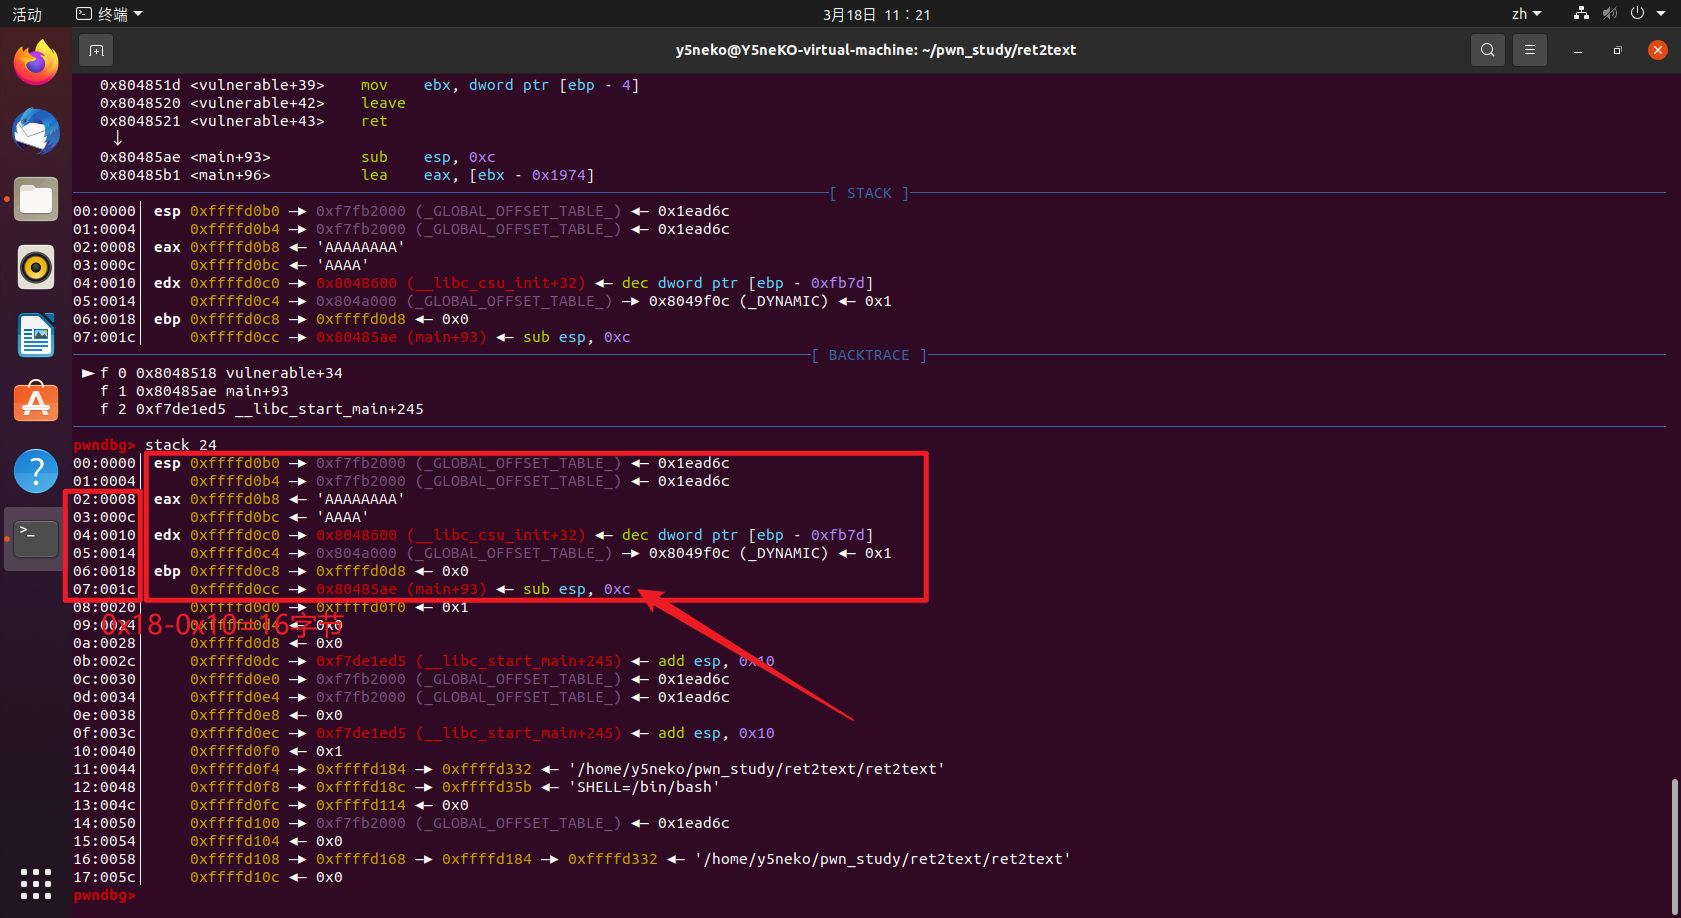 活动 终端 3月18日 11：21 zh
y5neko@Y5neKO-virtual-machine: ~/pwn_study/ret2text
0x804851d <vulnerable+39> mov ebx, dword ptr [ebp - 4]
0x8048520 <vulnerable+42> leave
0x8048521 <vulnerable+43> ret
↓
0x80485ae <main+93> sub esp, 0xc
0x80485b1 <main+96> lea eax, [ebx - 0x1974]
[ STACK ]
00:0000│ esp 0xffffd0b0 —▸ 0xf7fb2000 (_GLOBAL_OFFSET_TABLE_) ◂— 0x1ead6c
01:0004│ 0xffffd0b4 —▸ 0xf7fb2000 (_GLOBAL_OFFSET_TABLE_) ◂— 0x1ead6c
02:0008│ eax 0xffffd0b8 ◂— 'AAAAAAAA'
03:000c│ 0xffffd0bc ◂— 'AAAA'
04:0010│ edx 0xffffd0c0 —▸ 0x8048600 (__libc_csu_init+32) ◂— dec dword ptr [ebp - 0xfb7d]
05:0014│ 0xffffd0c4 —▸ 0x804a000 (_GLOBAL_OFFSET_TABLE_) —▸ 0x8049f0c (_DYNAMIC) ◂— 0x1
06:0018│ ebp 0xffffd0c8 —▸ 0xffffd0d8 ◂— 0x0
07:001c│ 0xffffd0cc —▸ 0x80485ae (main+93) ◂— sub esp, 0xc
[ BACKTRACE ]
► f 0 0x8048518 vulnerable+34
f 1 0x80485ae main+93
f 2 0xf7de1ed5 __libc_start_main+245
pwndbg> stack 24
00:0000│ esp 0xffffd0b0 —▸ 0xf7fb2000 (_GLOBAL_OFFSET_TABLE_) ◂— 0x1ead6c
01:0004│ 0xffffd0b4 —▸ 0xf7fb2000 (_GLOBAL_OFFSET_TABLE_) ◂— 0x1ead6c
02:0008│ eax 0xffffd0b8 ◂— 'AAAAAAAA'
03:000c│ 0xffffd0bc ◂— 'AAAA'
04:0010│ edx 0xffffd0c0 —▸ 0x8048600 (__libc_csu_init+32) ◂— dec dword ptr [ebp - 0xfb7d]
05:0014│ 0xffffd0c4 —▸ 0x804a000 (_GLOBAL_OFFSET_TABLE_) —▸ 0x8049f0c (_DYNAMIC) ◂— 0x1
06:0018│ ebp 0xffffd0c8 —▸ 0xffffd0d8 ◂— 0x0
07:001c│ 0xffffd0cc —▸ 0x80485ae (main+93) ◂— sub esp, 0xc
08:0020│ 0xffffd0d0 —▸ 0xffffd0f0 ◂— 0x1
0x18-0x10=16字节
09:0024│ 0xffffd0d4 ◂— 0x0
0a:0028│ 0xffffd0d8 ◂— 0x0
0b:002c│ 0xffffd0dc —▸ 0xf7de1ed5 (__libc_start_main+245) ◂— add esp, 0x10
0c:0030│ 0xffffd0e0 —▸ 0xf7fb2000 (_GLOBAL_OFFSET_TABLE_) ◂— 0x1ead6c
0d:0034│ 0xffffd0e4 —▸ 0xf7fb2000 (_GLOBAL_OFFSET_TABLE_) ◂— 0x1ead6c
0e:0038│ 0xffffd0e8 ◂— 0x0
0f:003c│ 0xffffd0ec —▸ 0xf7de1ed5 (__libc_start_main+245) ◂— add esp, 0x10
10:0040│ 0xffffd0f0 ◂— 0x1
11:0044│ 0xffffd0f4 —▸ 0xffffd184 —▸ 0xffffd332 ◂— '/home/y5neko/pwn_study/ret2text/ret2text'
12:0048│ 0xffffd0f8 —▸ 0xffffd18c —▸ 0xffffd35b ◂— 'SHELL=/bin/bash'
13:004c│ 0xffffd0fc —▸ 0xffffd114 ◂— 0x0
14:0050│ 0xffffd100 —▸ 0xf7fb2000 (_GLOBAL_OFFSET_TABLE_) ◂— 0x1ead6c
15:0054│ 0xffffd104 ◂— 0x0
16:0058│ 0xffffd108 —▸ 0xffffd168 —▸ 0xffffd184 —▸ 0xffffd332 ◂— '/home/y5neko/pwn_study/ret2text/ret2text'
17:005c│ 0xffffd10c ◂— 0x0
pwndbg>